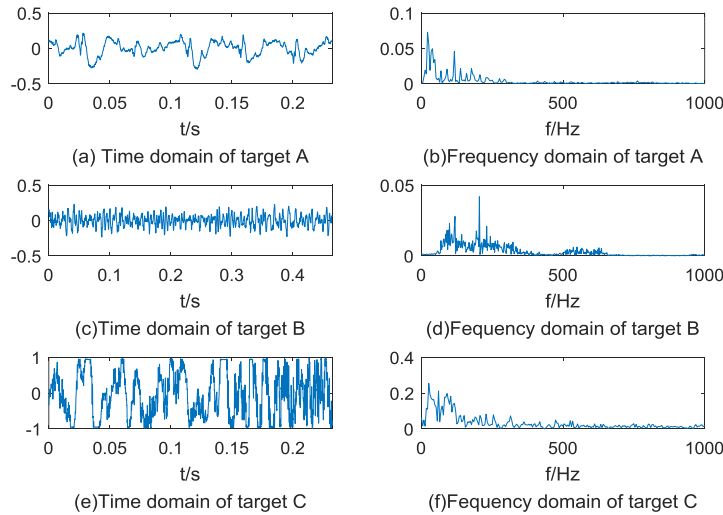 0.5
0
-0.5
0 0.05 0.1 0.15 0.2
t/s
(a) Time domain of target A
0.1
0.05
0
0 500 1000
f/Hz
(b)Frequency domain of target A
0.5
0
-0.5
0 0.1 0.2 0.3 0.4
t/s
(c)Time domain of target B
0.05
0
0 500 1000
f/Hz
(d)Fequency domain of target B
1
0
-1
0 0.05 0.1 0.15 0.2
t/s
(e)Time domain of target C
0.4
0.2
0
0 500 1000
f/Hz
(f)Fequency domain of target C